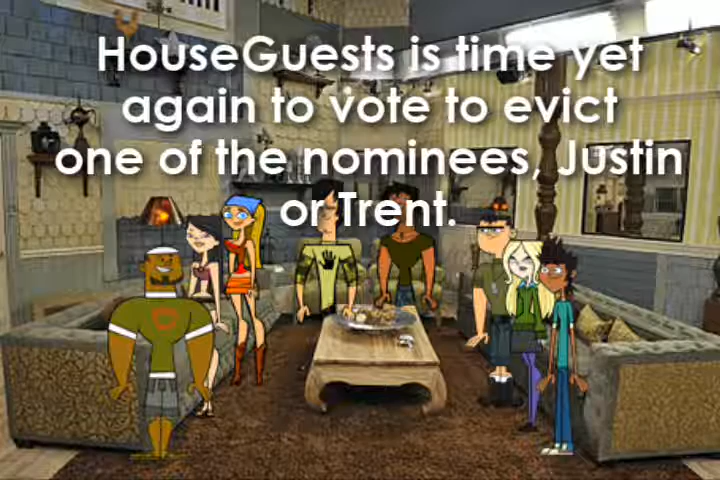 HouseGuests is time yet
again to vote to evict
one of the nominees, Justin
or Trent.